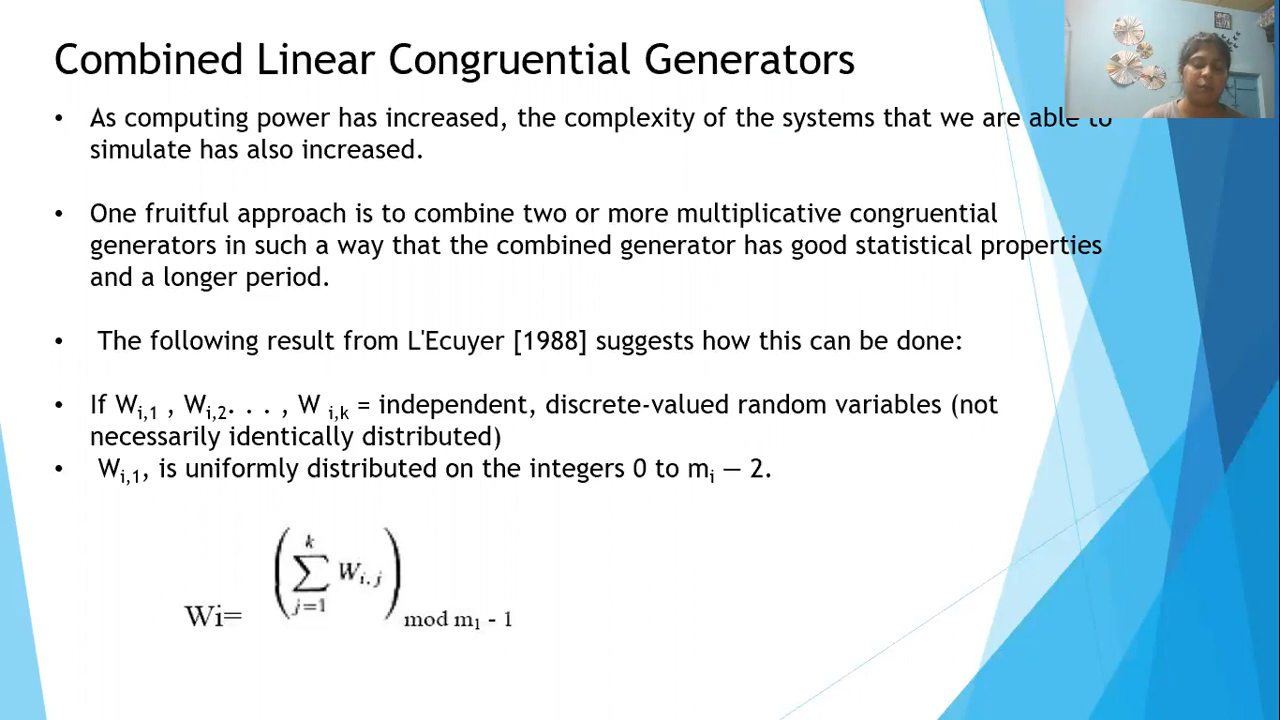 Combined Linear Congruential Generators
• As computing power has increased, the complexity of the systems that we are able to
simulate has also increased.
• One fruitful approach is to combine two or more multiplicative congruential
generators in such a way that the combined generator has good statistical properties
and a longer period.
• The following result from L'Ecuyer [1988] suggests how this can be done:
• If Wi,1 , Wi,2. . . , W i,k = independent, discrete-valued random variables (not
necessarily identically distributed)
• Wi,1, is uniformly distributed on the integers 0 to mi – 2.
Wi= (∑ k j=1 Wi,j) mod m1 - 1